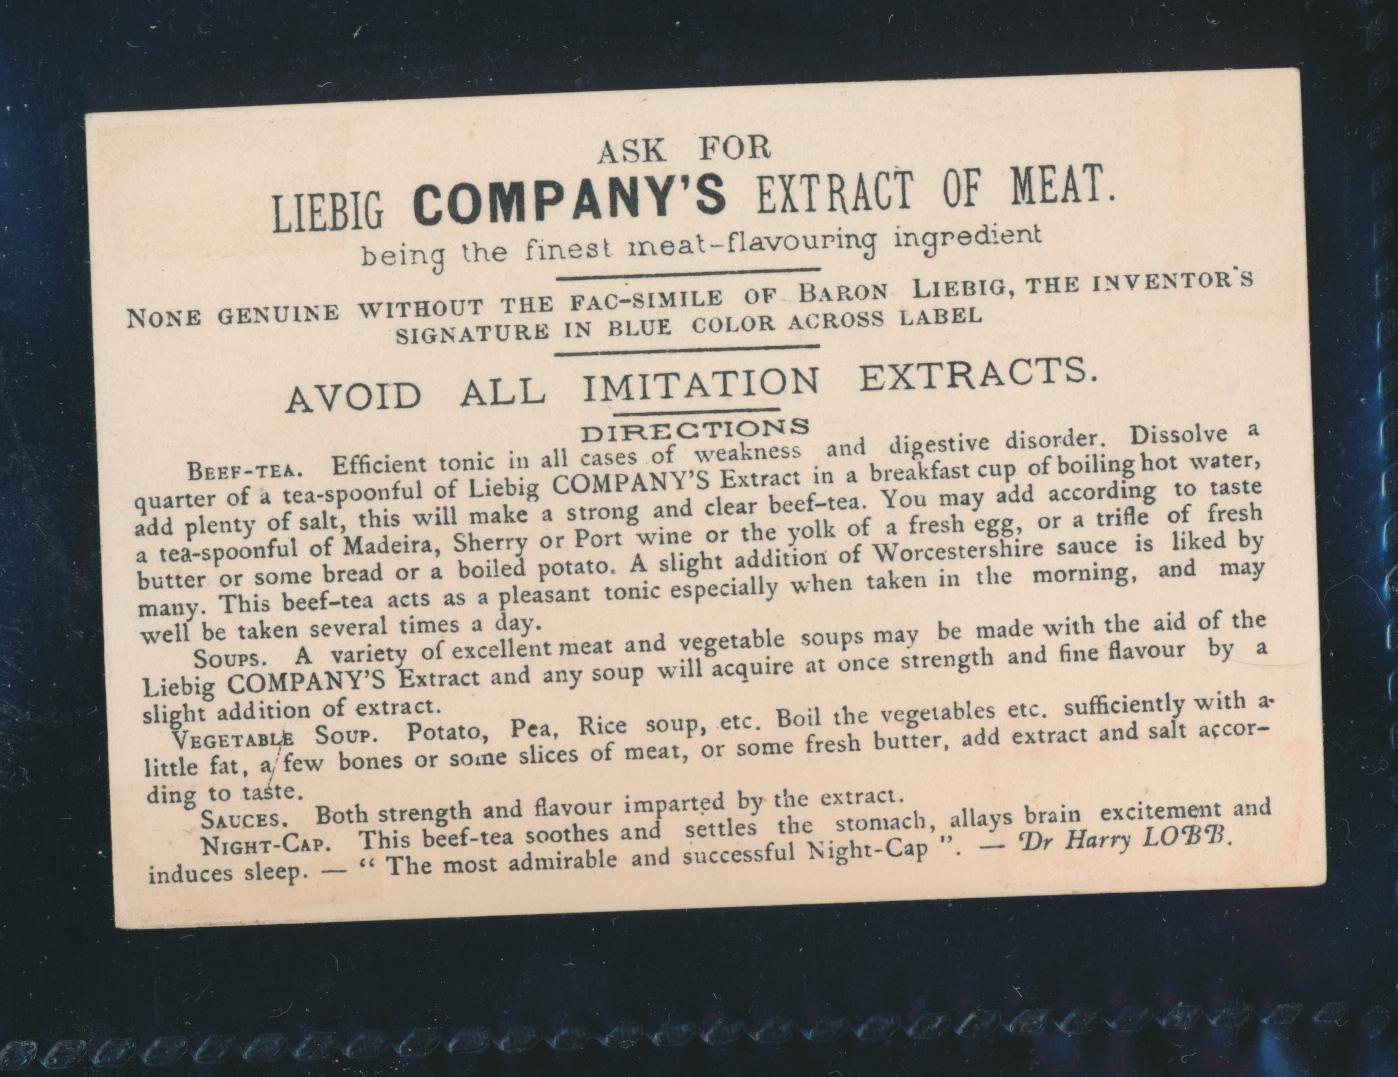 ASK FOR
LIEBIG COMPANY'S EXTRACT OF MEAT.
being the finest meat-flavouring ingredient
NONE GENUINE WITHOUT THE FAC-SIMILE OF BARON LIEBIG, THE INVENTOR'S
SIGNATURE IN BLUE COLOR ACROSS LABEL
AVOID ALL IMITATION EXTRACTS.
DIRECTIONS
BEEF-TEA. Efficient tonic in all cases of weakness and digestive disorder. Dissolve a
quarter of a tea-spoonful of Liebig COMPANY'S Extract in a breakfast cup of boiling hot water,
add plenty of salt, this will make a strong and clear beef-tea. You may add according to taste
a tea-spoonful of Madeira, Sherry or Port wine or the yolk of a fresh egg, or a trifle of fresh
butter or some bread or a boiled potato. A slight addition of Worcestershire sauce is liked by
many. This beef-tea acts as a pleasant tonic especially when taken in the morning, and may
well be taken several times a day.
SOUPS. A variety of excellent meat and vegetable soups may be made with the aid of the
Liebig COMPANY'S Extract and any soup will acquire at once strength and fine flavour by a
slight addition of extract.
VEGETABLE SOUP. Potato, Pea, Rice soup, etc. Boil the vegetables etc. sufficiently with a-
little fat, a few bones or some slices of meat, or some fresh butter, add extract and salt accor-
ding to taste.
SAUCES. Both strength and flavour imparted by the extract.
NIGHT-CAP. This beef-tea soothes and settles the stomach, allays brain excitement and
induces sleep. — " The most admirable and successful Night-Cap ". — Dr Harry LOBB.